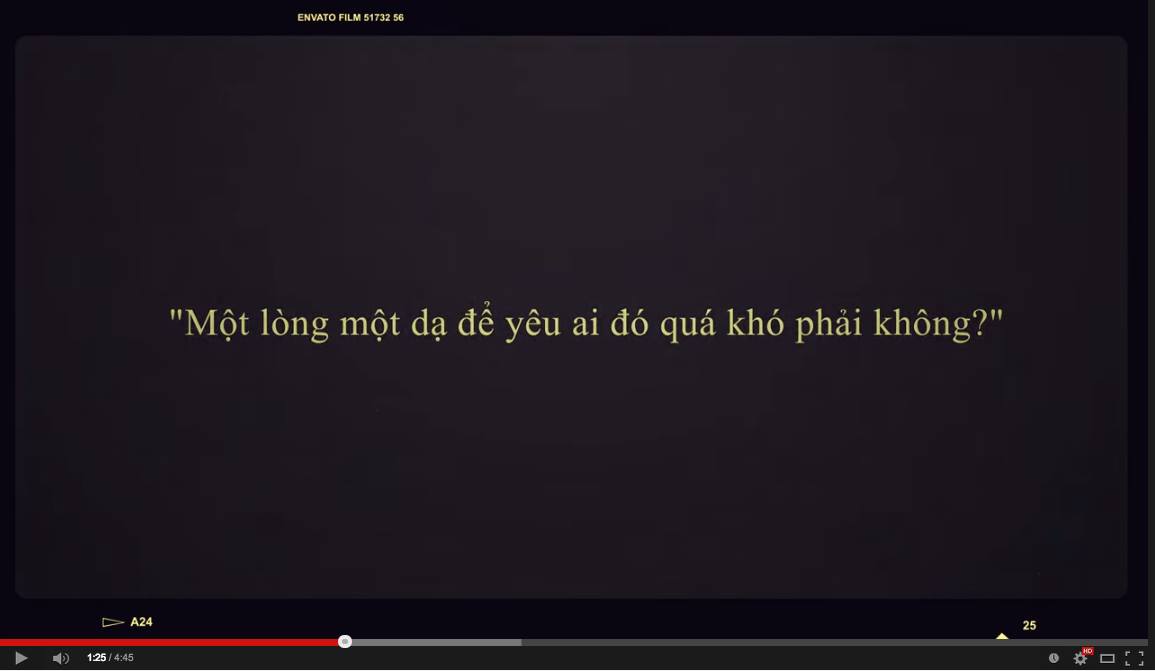 ENVATO FILM 51732 56
"Một lòng một dạ để yêu ai đó quá khó phải không?"
A24
25
1:25 / 4:45
HD